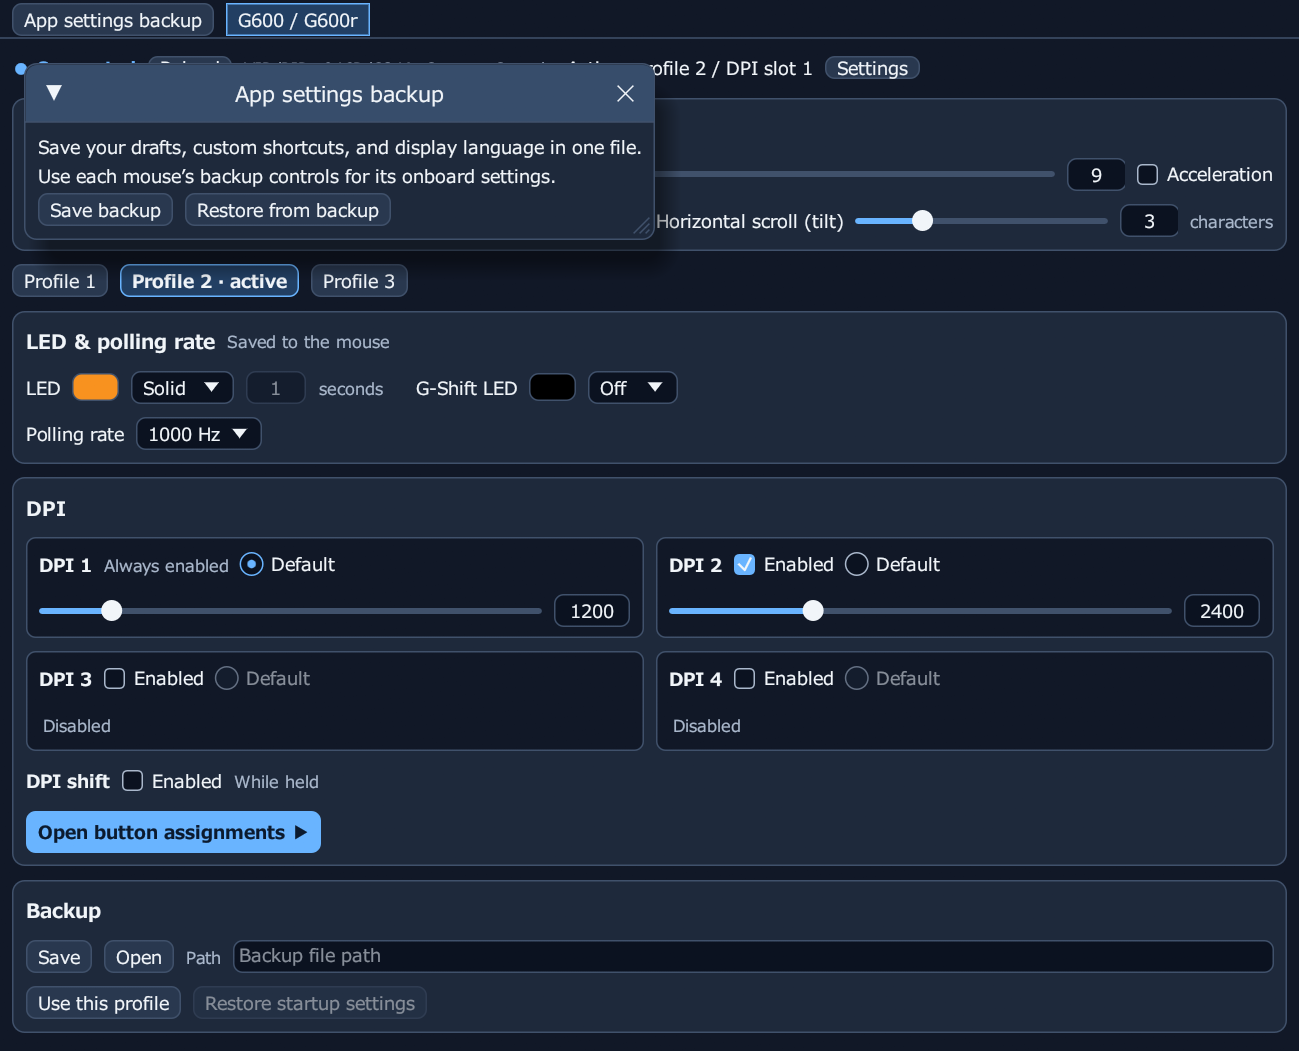 App settings backup G600 / G600r
profile 2 / DPI slot 1 Settings
App settings backup
Save your drafts, custom shortcuts, and display language in one file.
Use each mouse’s backup controls for its onboard settings.
Save backup Restore from backup
9 Acceleration
Horizontal scroll (tilt) 3 characters
Profile 1 Profile 2 · active Profile 3
LED & polling rate Saved to the mouse
LED Solid 1 seconds G-Shift LED Off
Polling rate 1000 Hz
DPI
DPI 1 Always enabled Default
1200
DPI 2 Enabled Default
2400
DPI 3 Enabled Default
Disabled
DPI 4 Enabled Default
Disabled
DPI shift Enabled While held
Open button assignments
Backup
Save Open Path Backup file path
Use this profile Restore startup settings